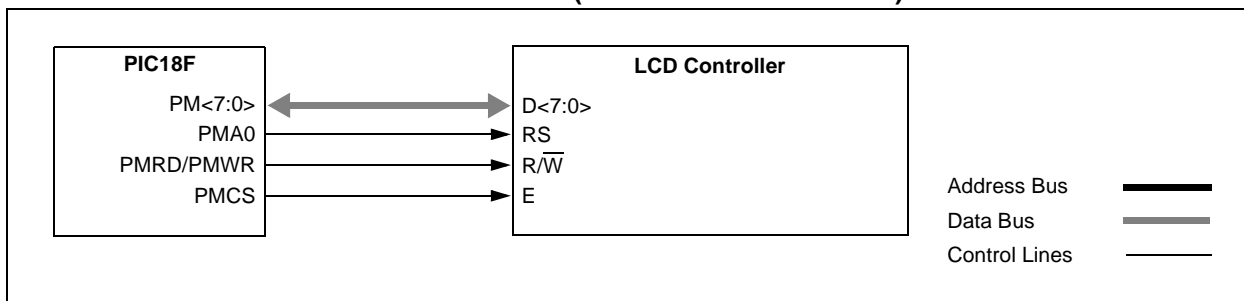 PIC18F
LCD Controller
PM<7:0>
D<7:0>
PMA0
RS
PMRD/PMWR
R/W̅
PMCS
E
Address Bus
Data Bus
Control Lines